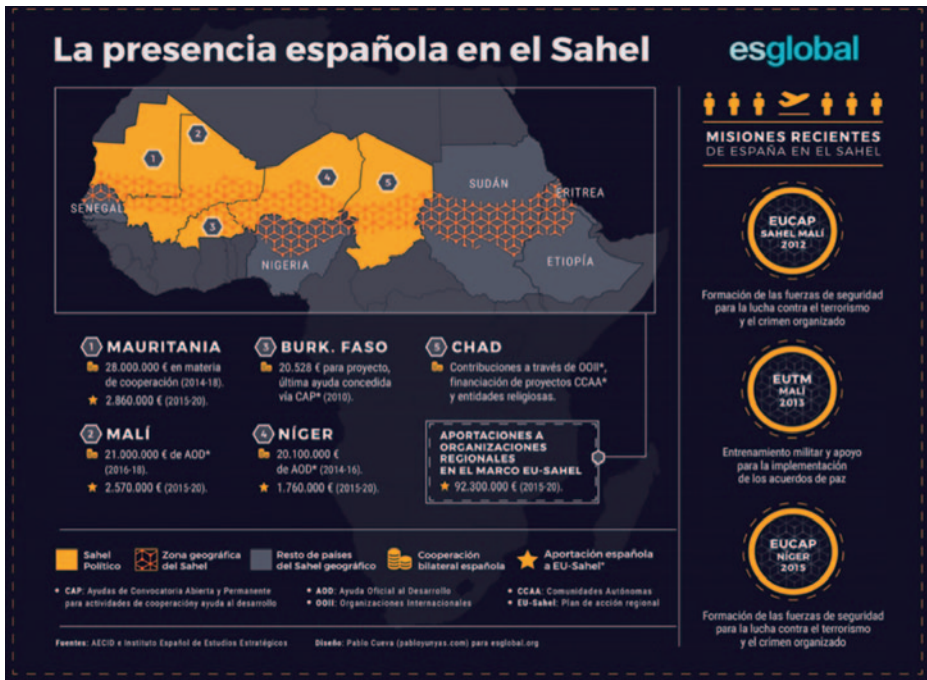 La presencia española en el Sahel
esglobal
MISIONES RECIENTES
DE ESPAÑA EN EL SAHEL
1
2
3
4
5
SENEGAL
NIGERIA
SUDÁN
ERITREA
ETIOPÍA
1 MAURITANIA
28.000.000 € en materia
de cooperación (2014-18).
2.860.000 € (2015-20).
2 MALÍ
21.000.000 € de AOD*
(2016-18).
2.570.000 € (2015-20).
3 BURK. FASO
20.528 € para proyecto,
última ayuda concedida
vía CAP* (2010).
4 NÍGER
20.100.000 €
de AOD* (2014-16).
1.760.000 € (2015-20).
5 CHAD
Contribuciones a través de OOII*,
financiación de proyectos CCAA*
y entidades religiosas.
APORTACIONES A
ORGANIZACIONES
REGIONALES
EN EL MARCO EU-SAHEL
92.300.000 € (2015-20).
EUCAP
SAHEL MALÍ
2012
Formación de las fuerzas de seguridad
para la lucha contra el terrorismo
y el crimen organizado
EUTM
MALÍ
2013
Entrenamiento militar y apoyo
para la implementación
de los acuerdos de paz
EUCAP
NÍGER
2015
Formación de las fuerzas de seguridad
para la lucha contra el terrorismo
y el crimen organizado
Sahel
Político
Zona geográfica
del Sahel
Resto de países
del Sahel geográfico
Cooperación
bilateral española
Aportación española
a EU-Sahel*
CAP: Ayudas de Convocatoria Abierta y Permanente
para actividades de cooperacióny ayuda al desarrollo
AOD: Ayuda Oficial al Desarrollo
OOII: Organizaciones Internacionales
CCAA: Comunidades Autónomas
EU-Sahel: Plan de acción regional
Fuentes: AECID e Instituto Español de Estudios Estratégicos
Diseño: Pablo Cueva (pabloyunyas.com) para esglobal.org